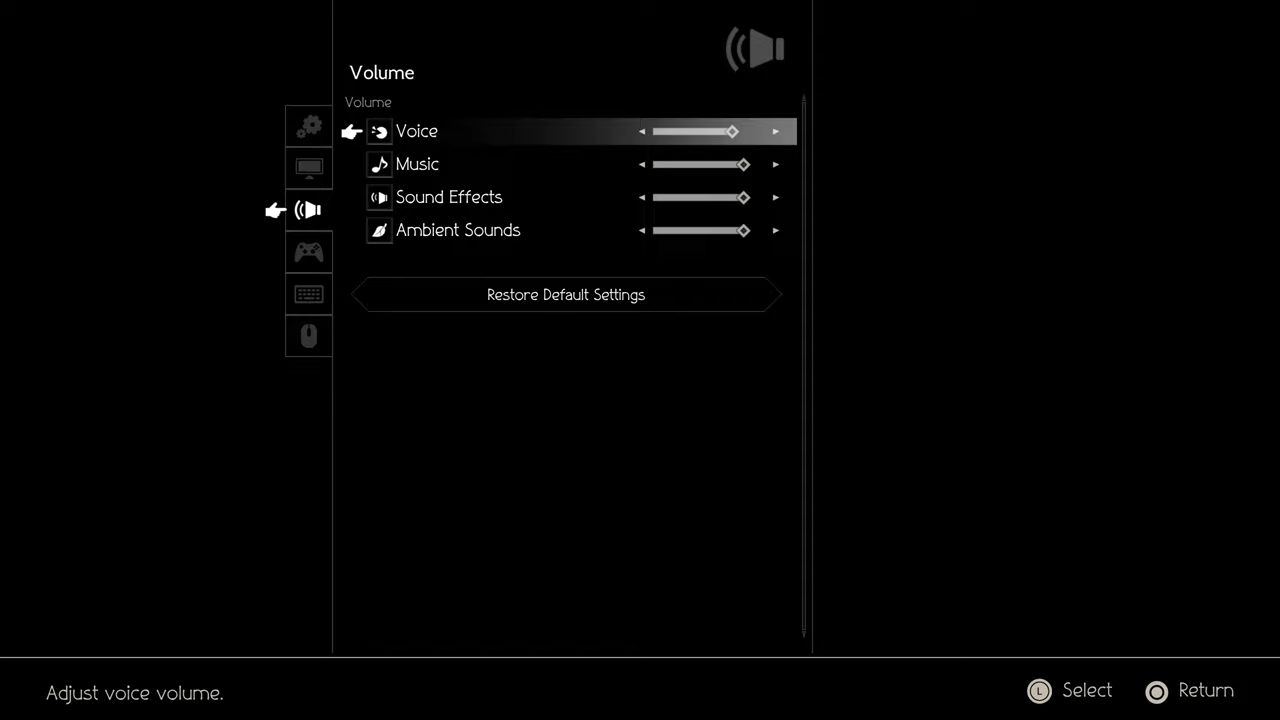 Volume
Volume
Voice
Music
Sound Effects
Ambient Sounds
Restore Default Settings
Adjust voice volume.
L Select Return